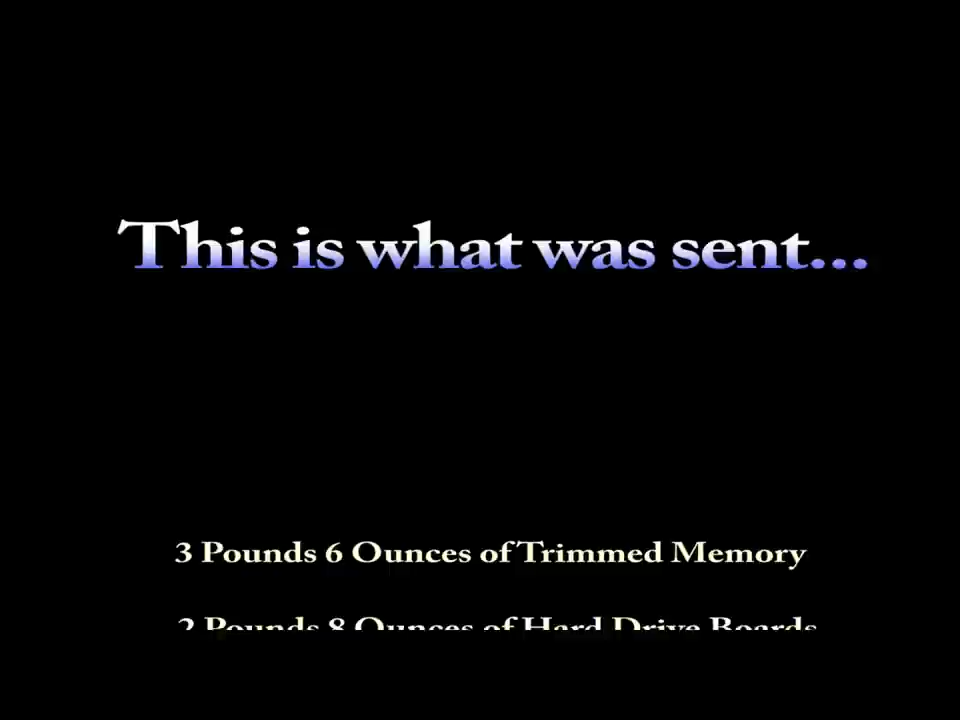 This is what was sent...
3 Pounds 6 Ounces of Trimmed Memory
2 Pounds 8 Ounces of Hard Drive Boards